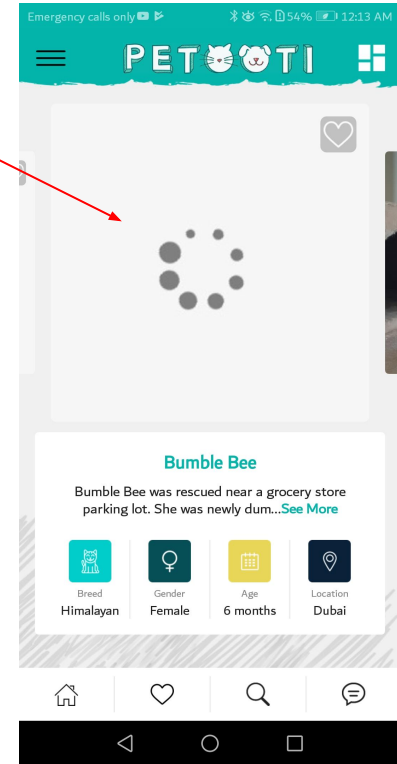 Emergency calls only 54% 12:13 AM
PETOOTI
Bumble Bee
Bumble Bee was rescued near a grocery store
parking lot. She was newly dum...See More
Breed Gender Age Location
Himalayan Female 6 months Dubai